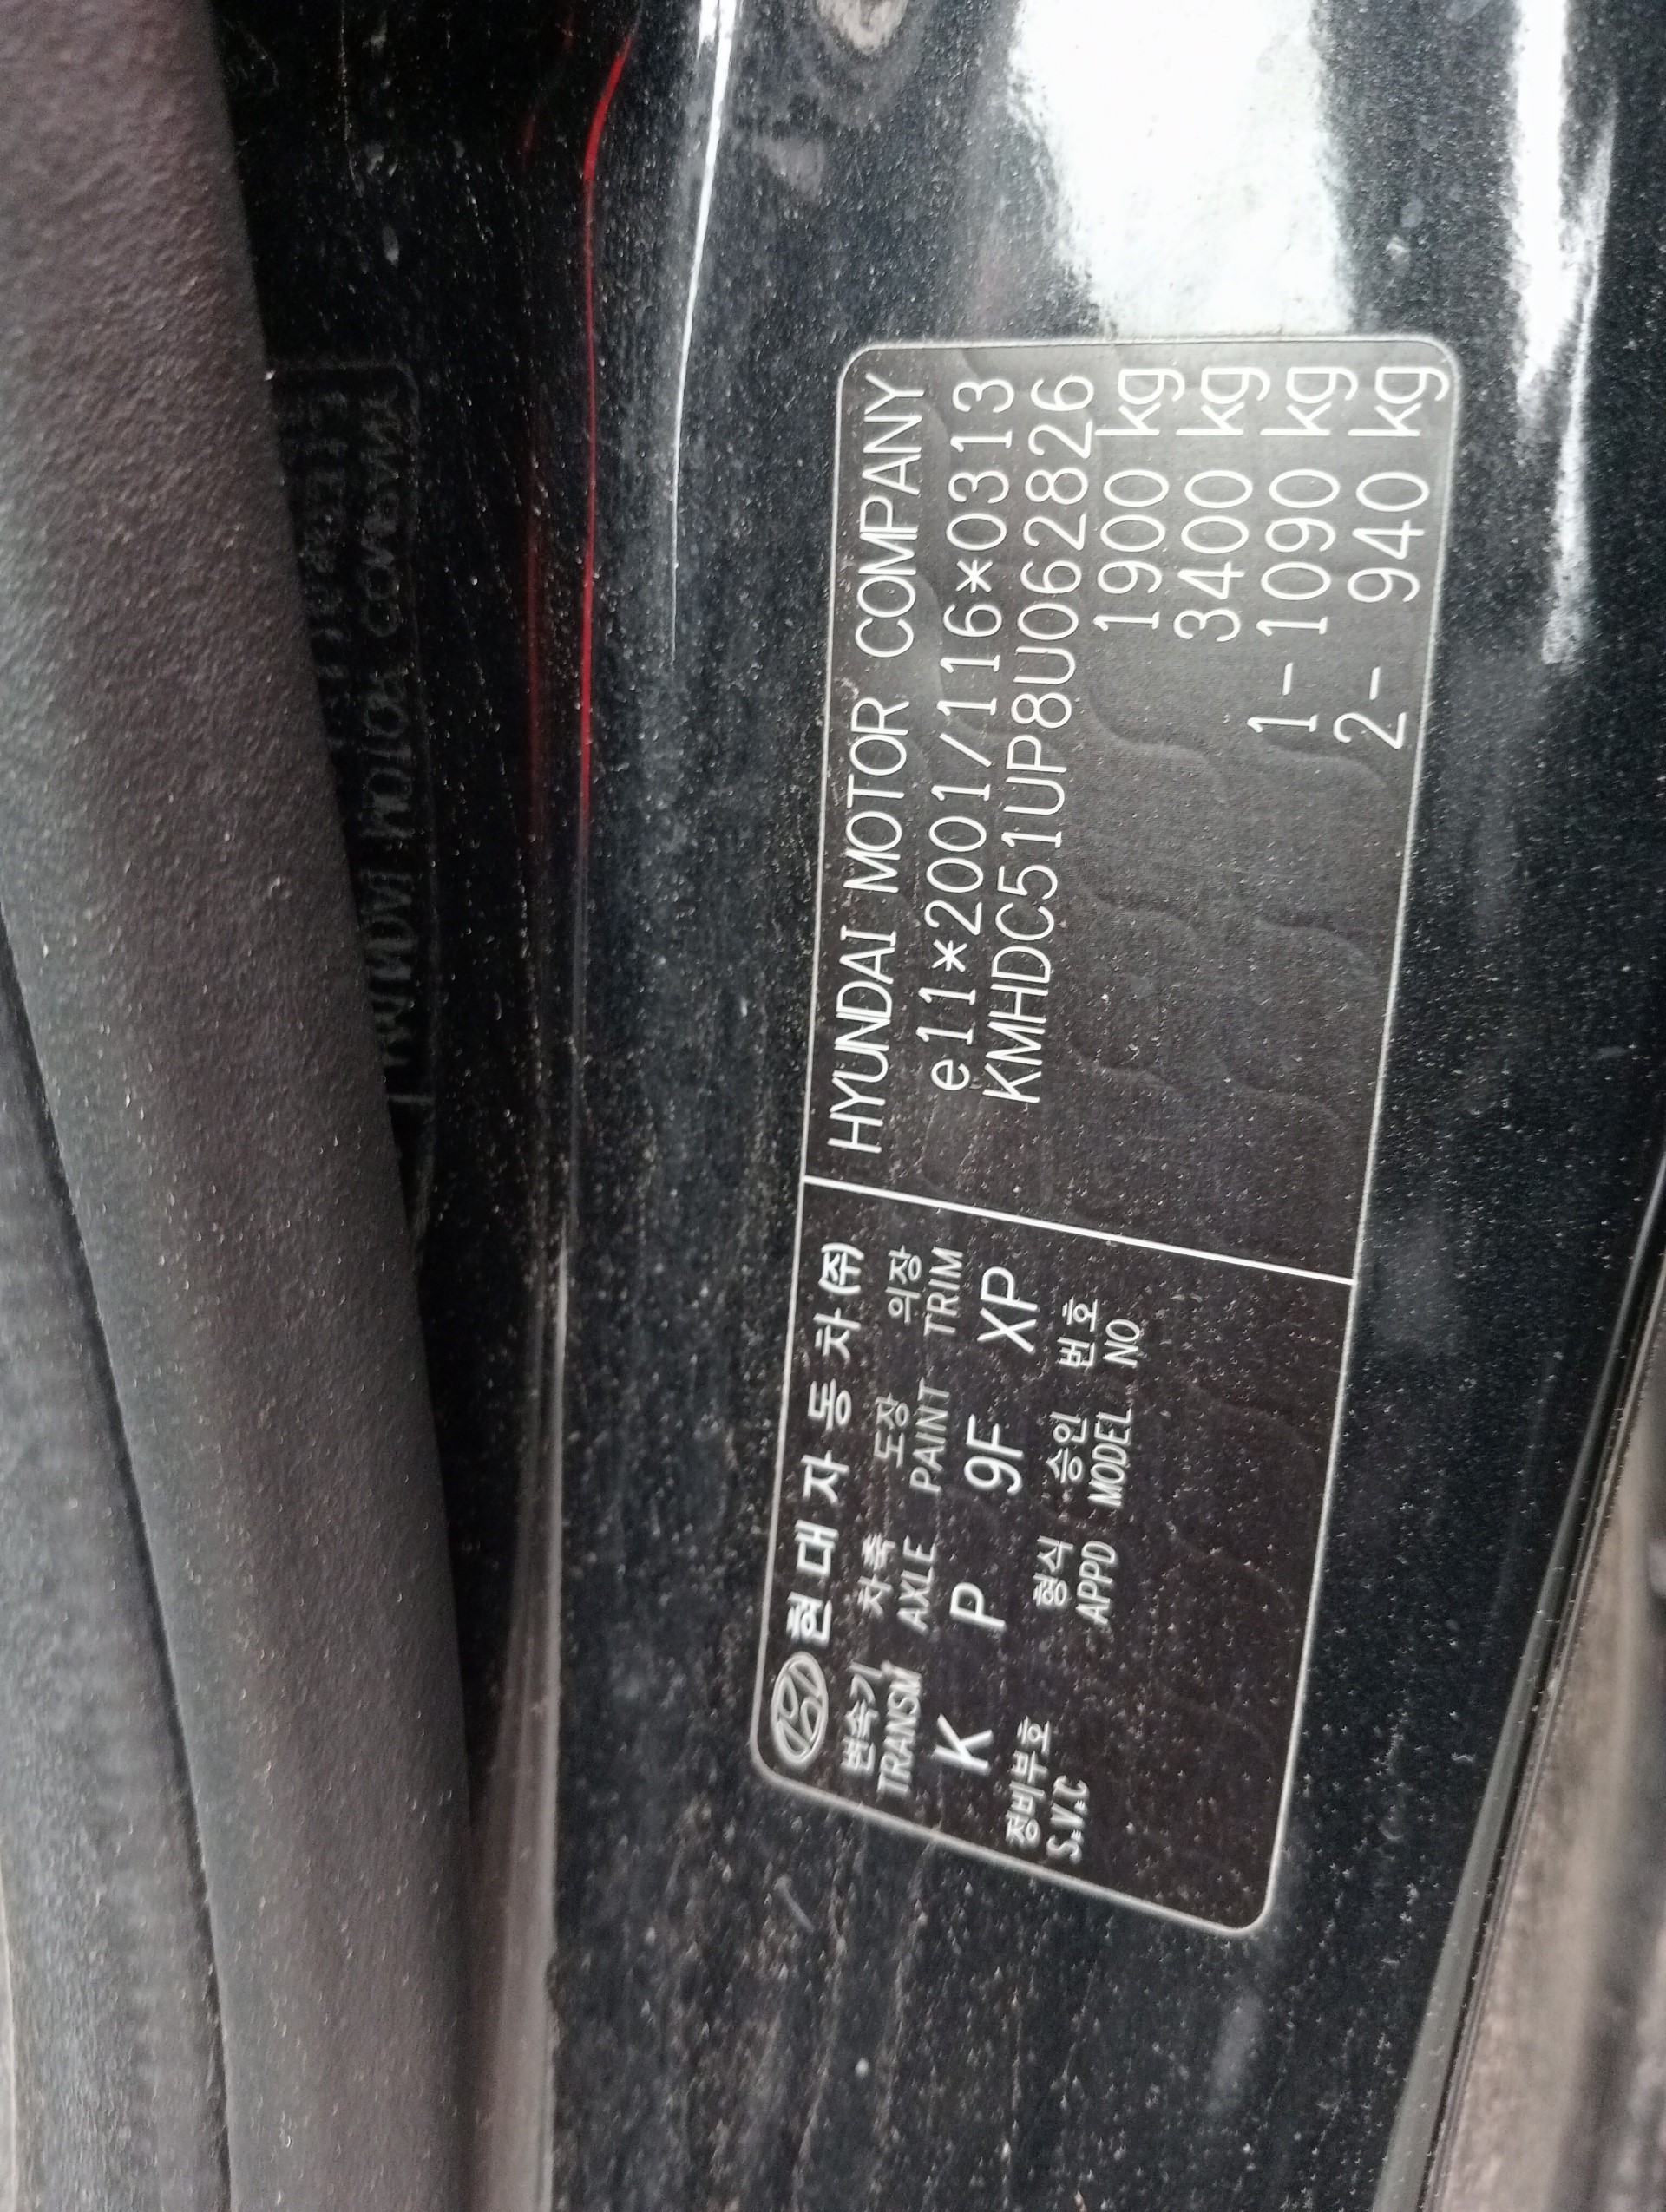 현대자동차(주)
변속기 차축 도장 의장
TRANSM AXLE PAINT TRIM
K P 9F XP
정비부호 형식 승인 번호
S.V.C APPD MODEL NO
HYUNDAI MOTOR COMPANY
e11*2001/116*0313
KMHDC51UP8U062826
1900 kg
3400 kg
1-1090 kg
2- 940 kg